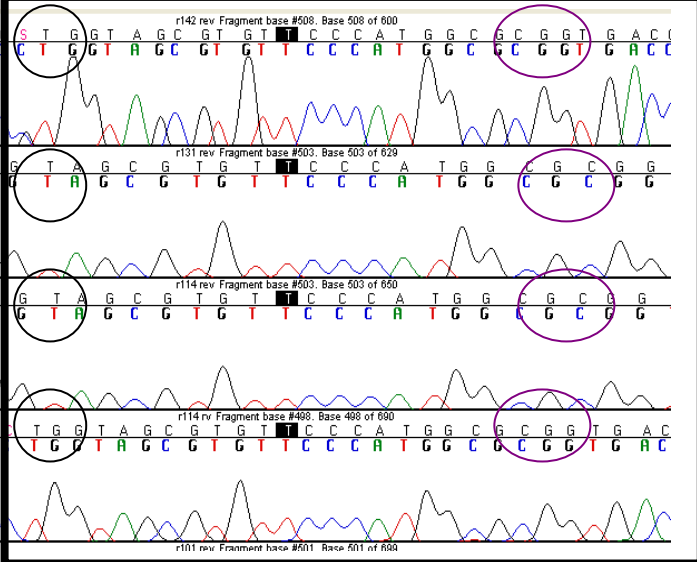 r142 rev Fragment base #508. Base 508 of 600
S T G G T A G C G T G T T C C C A T G G C G C G G T G A C C
C T G G T A G C G T G T T C C C A T G G C G C G G T G A C C
r131 rev Fragment base #503. Base 503 of 629
G T A G C G T G T T C C C A T G G C G C G G
G T A G C G T G T T C C C A T G G C G C G G
r114 rev Fragment base #503. Base 503 of 650
G T A G C G T G T T C C C A T G G C G C G G
G T A G C G T G T T C C C A T G G C G C G G
r114 rv Fragment base #498. Base 498 of 690
C T G G T A G C G T G T T C C C A T G G C G C G G T G A C
T G G T A G C G T G T T C C C A T G G C G C G G T G A C
r101 rev Fragment base #501. Base 501 of 699